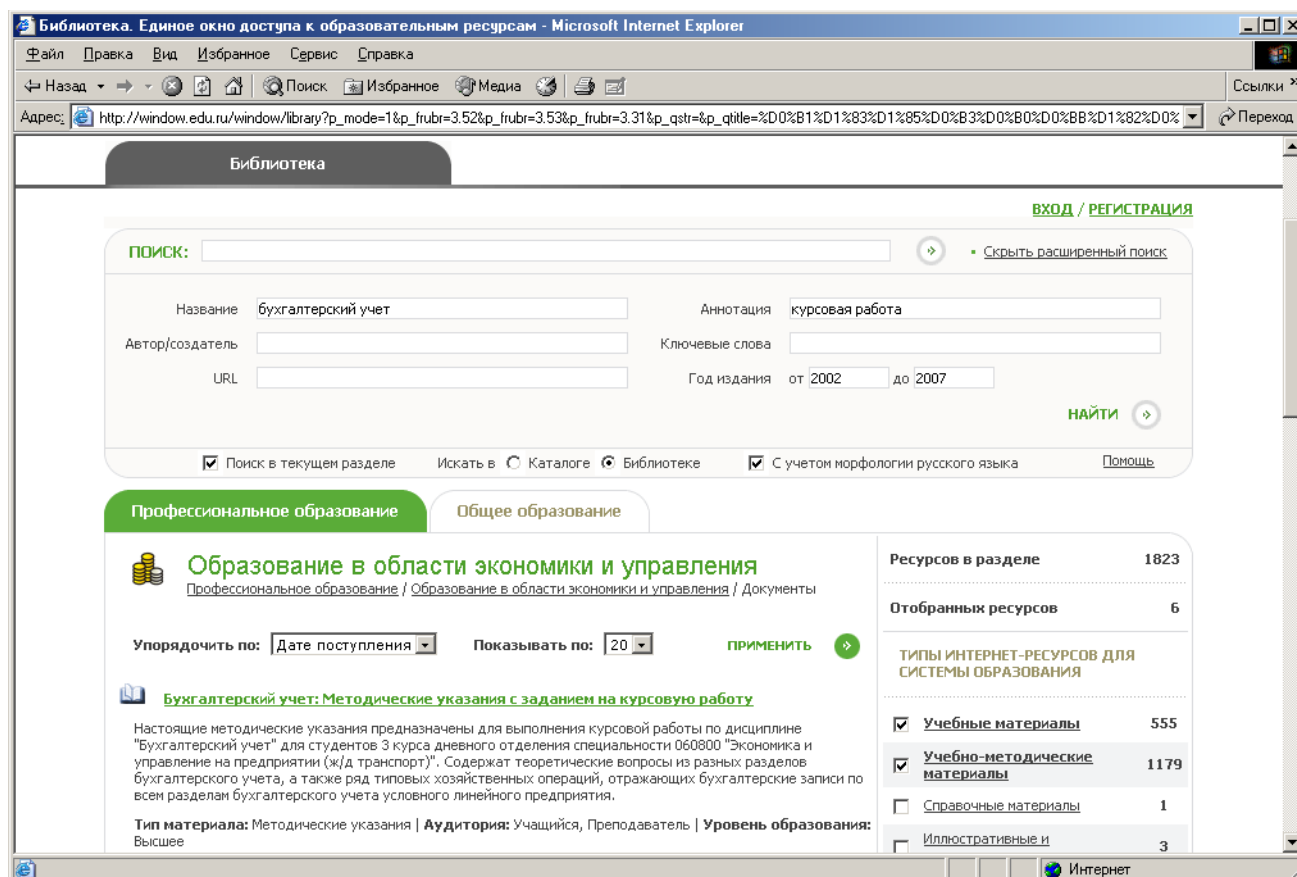 Библиотека. Единое окно доступа к образовательным ресурсам - Microsoft Internet Explorer
Файл Правка Вид Избранное Сервис Справка
Назад Поиск Избранное Медиа Ссылки »
Адрес: http://window.edu.ru/window/library?p_mode=1&p_frubr=3.52&p_frubr=3.53&p_frubr=3.31&p_qstr=&p_qtitle=%D0%B1%D1%83%D1%85%D0%B3%D0%B0%D0%BB%D1%82%D0% Переход
Библиотека
ВХОД / РЕГИСТРАЦИЯ
ПОИСК: Скрыть расширенный поиск
Название бухгалтерский учет Аннотация курсовая работа
Автор/создатель Ключевые слова
URL Год издания от 2002 до 2007
НАЙТИ
Поиск в текущем разделе Искать в Каталоге Библиотеке С учетом морфологии русского языка Помощь
Профессиональное образование Общее образование
Образование в области экономики и управления
Профессиональное образование / Образование в области экономики и управления / Документы
Упорядочить по: Дате поступления Показывать по: 20 ПРИМЕНИТЬ
Бухгалтерский учет: Методические указания с заданием на курсовую работу
Настоящие методические указания предназначены для выполнения курсовой работы по дисциплине
"Бухгалтерский учет" для студентов 3 курса дневного отделения специальности 060800 "Экономика и
управление на предприятии (ж/д транспорт)". Содержат теоретические вопросы из разных разделов
бухгалтерского учета, а также ряд типовых хозяйственных операций, отражающих бухгалтерские записи по
всем разделам бухгалтерского учета условного линейного предприятия.
Тип материала: Методические указания | Аудитория: Учащийся, Преподаватель | Уровень образования:
Высшее
Ресурсов в разделе 1823
Отобранных ресурсов 6
ТИПЫ ИНТЕРНЕТ-РЕСУРСОВ ДЛЯ
СИСТЕМЫ ОБРАЗОВАНИЯ
Учебные материалы 555
Учебно-методические
материалы 1179
Справочные материалы 1
Иллюстративные и 3
Интернет